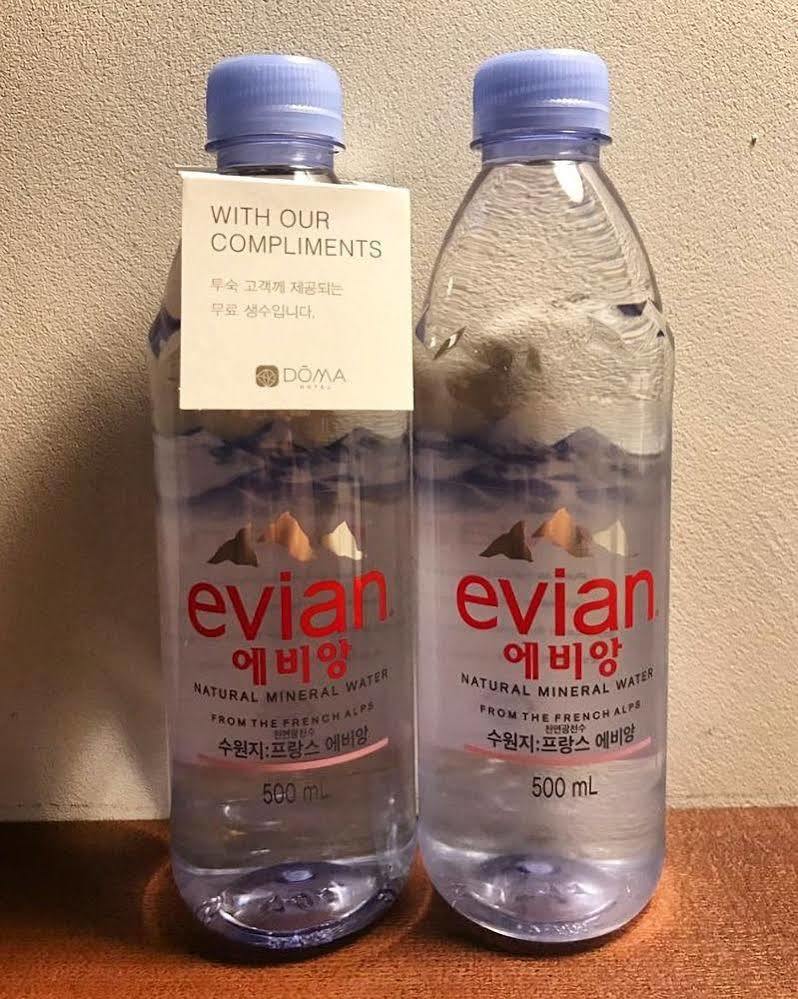 WITH OUR
COMPLIMENTS
투숙 고객께 제공되는
무료 생수입니다.
DŌMA
HOTEL
evian
에비앙
NATURAL MINERAL WATER
FROM THE FRENCH ALPS
천연광천수
수원지:프랑스 에비앙
500 mL
evian
에비앙
NATURAL MINERAL WATER
FROM THE FRENCH ALPS
천연광천수
수원지:프랑스 에비앙
500 mL